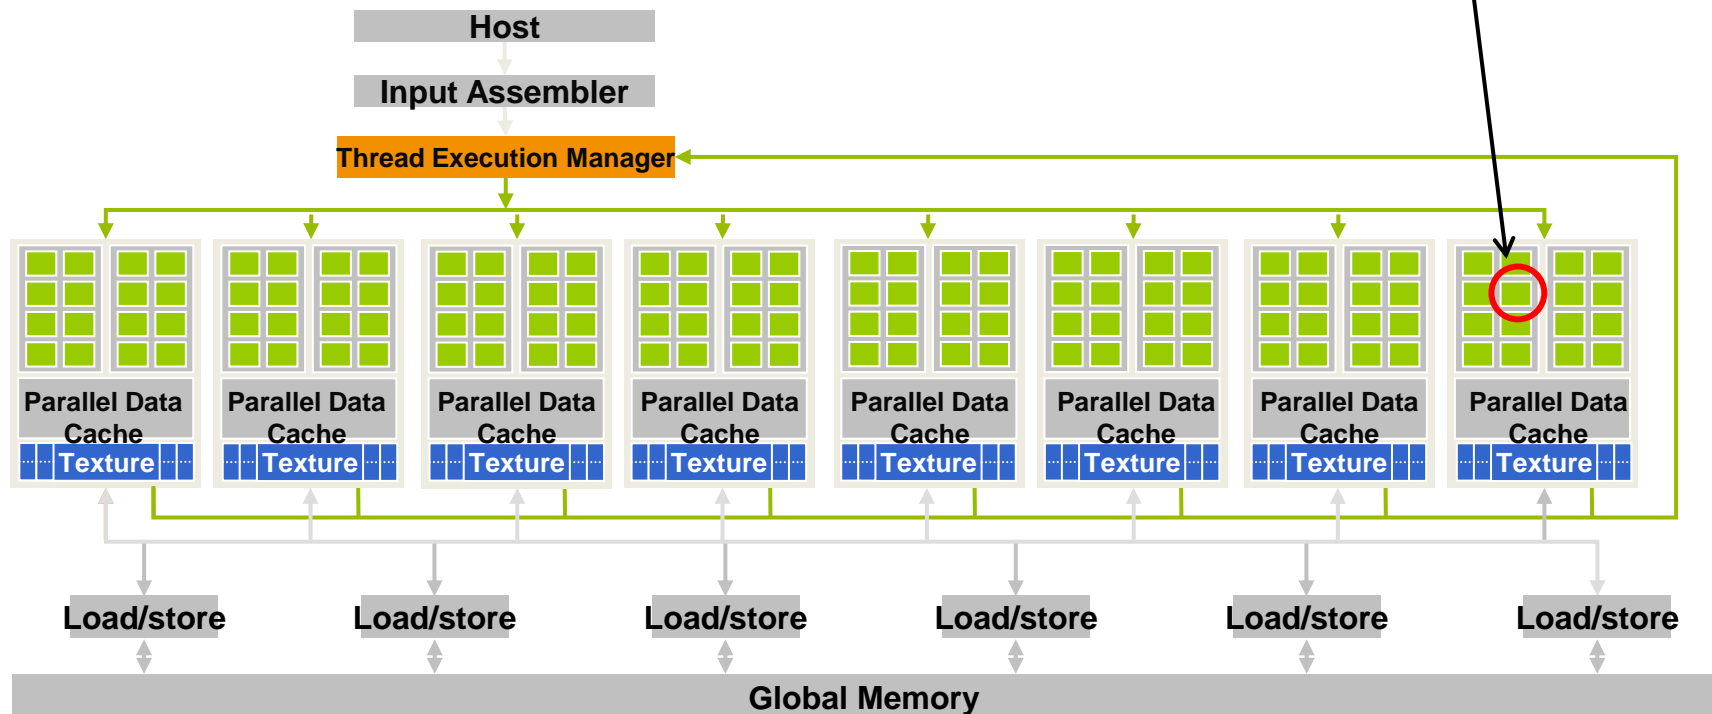 Host
Input Assembler
Thread Execution Manager
Parallel Data Parallel Data Parallel Data Parallel Data Parallel Data Parallel Data Parallel Data Parallel Data
Cache Cache Cache Cache Cache Cache Cache Cache
... ... Texture ... ... ... ... Texture ... ... ... ... Texture ... ... ... ... Texture ... ... ... ... Texture ... ... ... ... Texture ... ... ... ... Texture ... ... ... ... Texture ... ...
Load/store Load/store Load/store Load/store Load/store Load/store
Global Memory